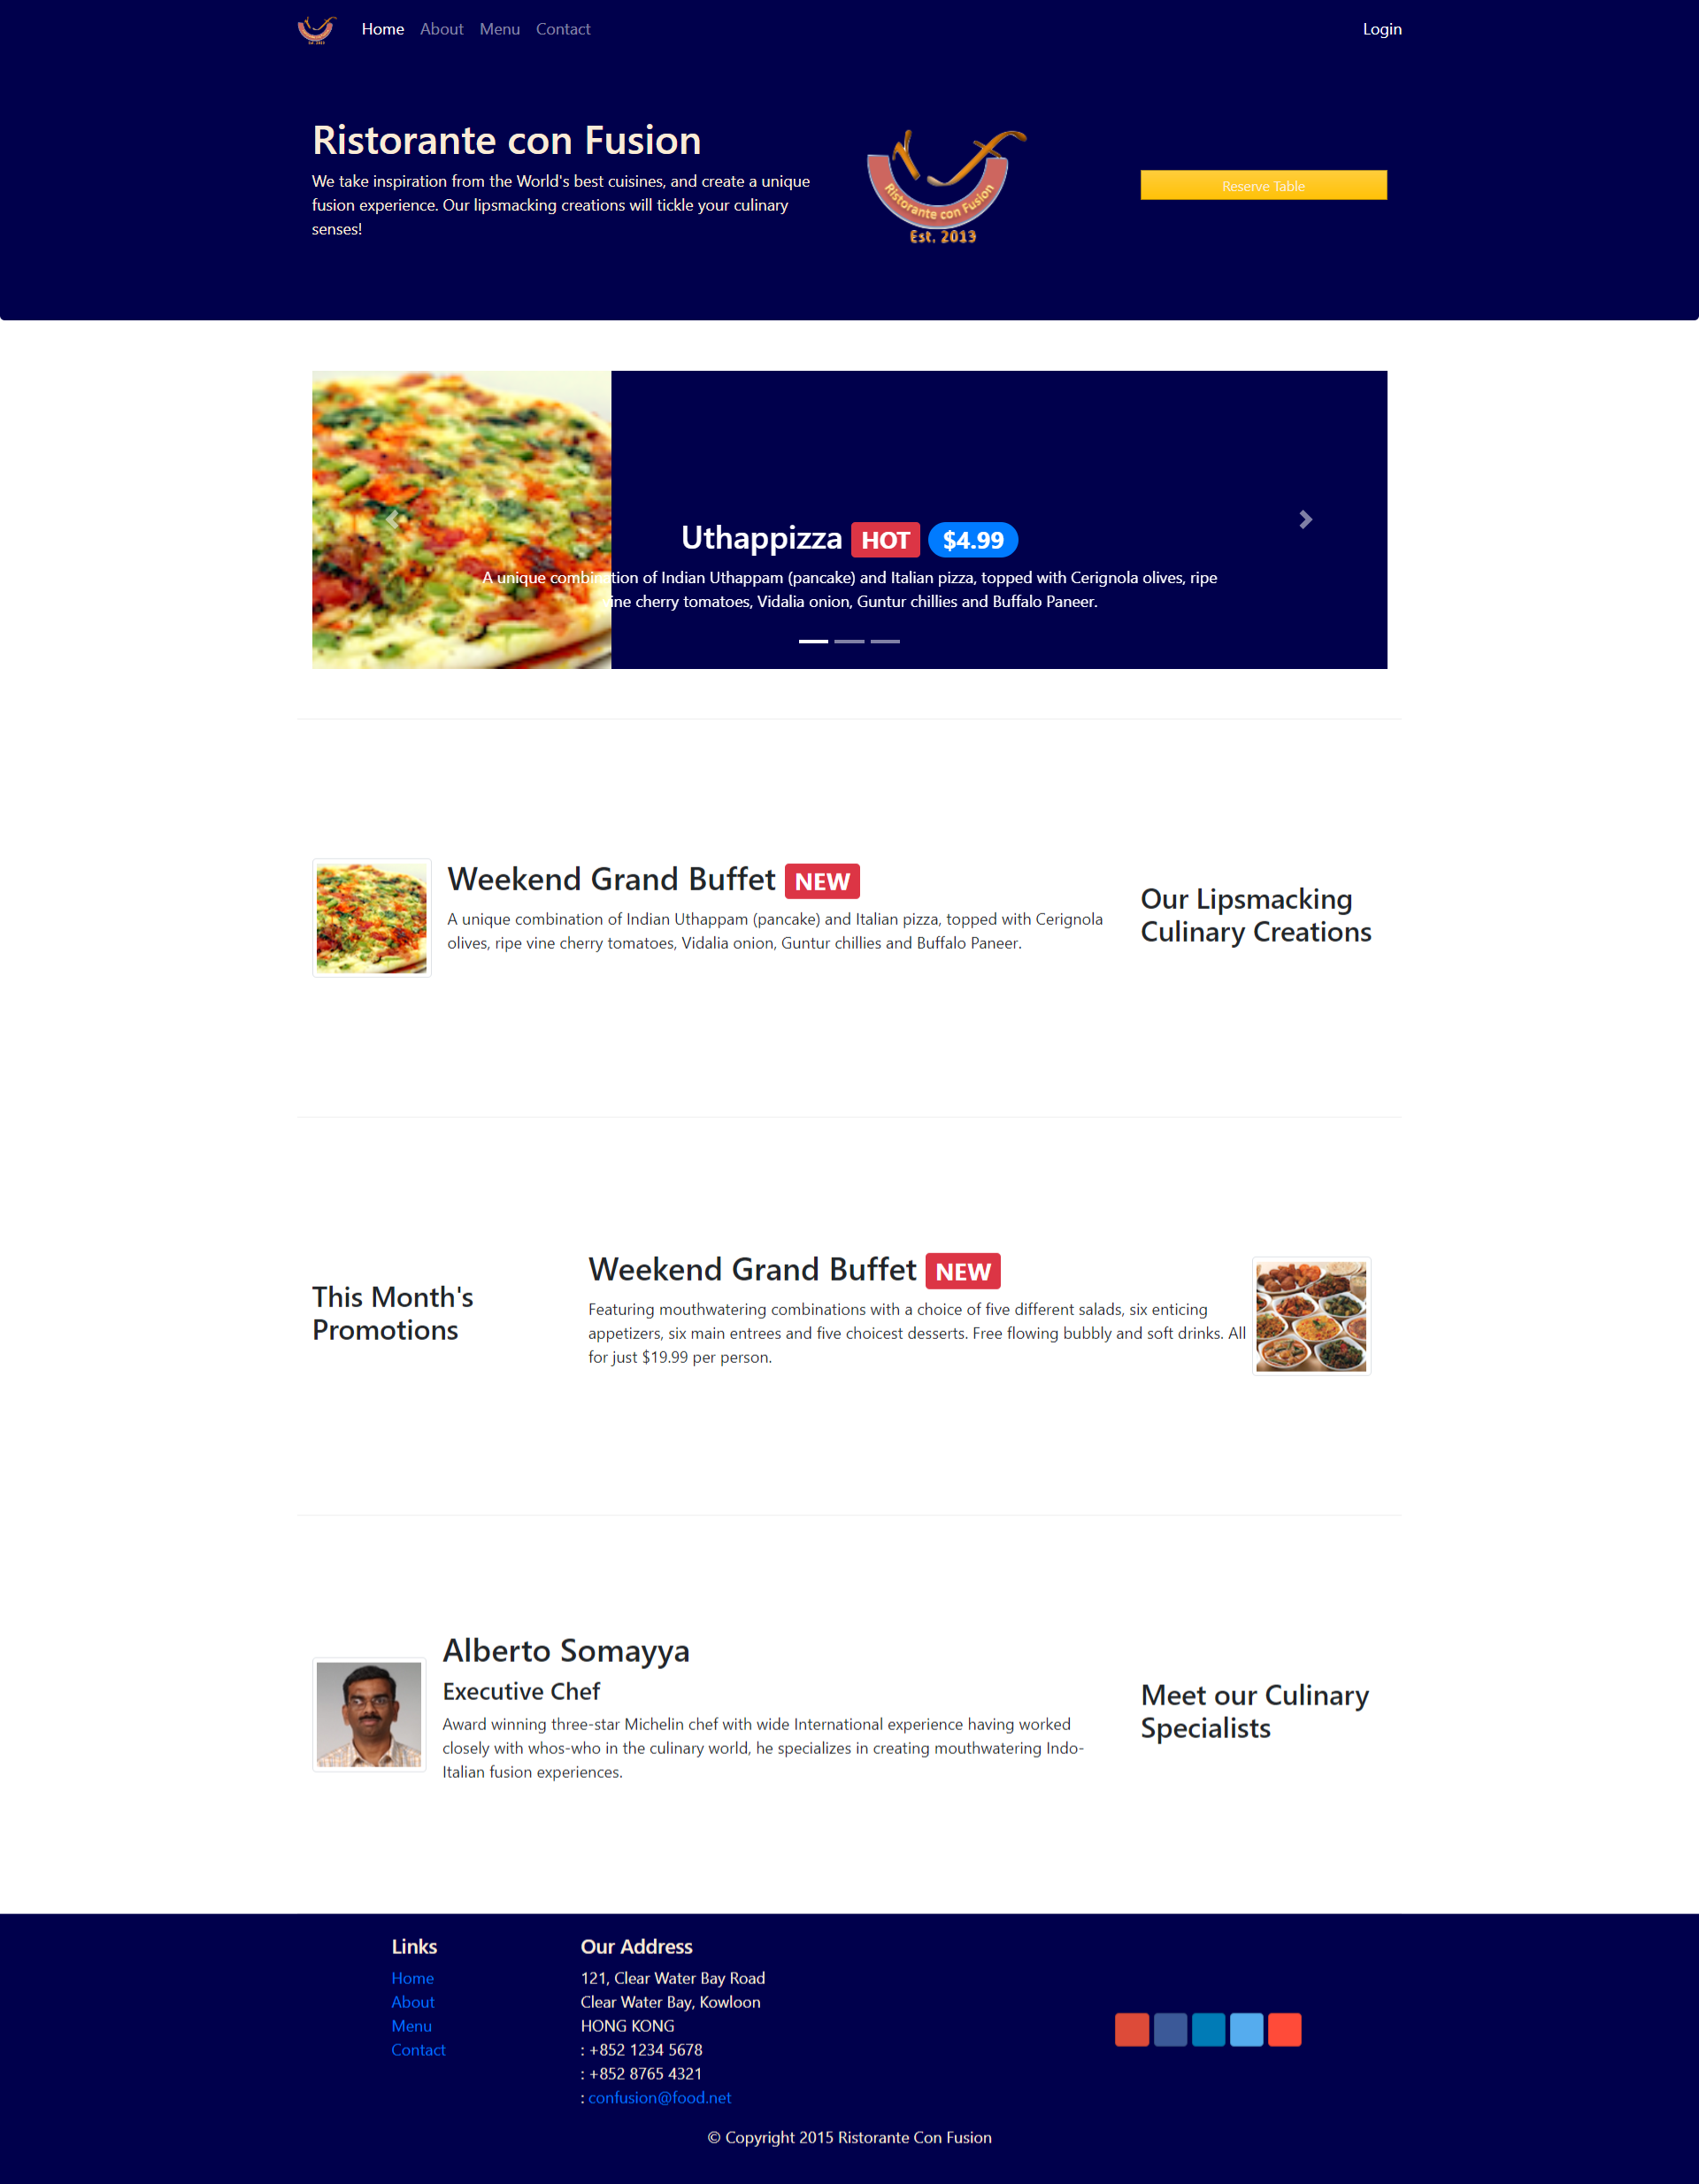 Home About Menu Contact Login
Ristorante con Fusion
We take inspiration from the World's best cuisines, and create a unique
fusion experience. Our lipsmacking creations will tickle your culinary
senses!
Ristorante con Fusion
Est. 2013
Reserve Table
Uthappizza HOT $4.99
A unique combination of Indian Uthappam (pancake) and Italian pizza, topped with Cerignola olives, ripe
vine cherry tomatoes, Vidalia onion, Guntur chillies and Buffalo Paneer.
Weekend Grand Buffet NEW
A unique combination of Indian Uthappam (pancake) and Italian pizza, topped with Cerignola
olives, ripe vine cherry tomatoes, Vidalia onion, Guntur chillies and Buffalo Paneer.
Our Lipsmacking
Culinary Creations
This Month's
Promotions
Weekend Grand Buffet NEW
Featuring mouthwatering combinations with a choice of five different salads, six enticing
appetizers, six main entrees and five choicest desserts. Free flowing bubbly and soft drinks. All
for just $19.99 per person.
Alberto Somayya
Executive Chef
Award winning three-star Michelin chef with wide International experience having worked
closely with whos-who in the culinary world, he specializes in creating mouthwatering Indo-
Italian fusion experiences.
Meet our Culinary
Specialists
Links
Home
About
Menu
Contact
Our Address
121, Clear Water Bay Road
Clear Water Bay, Kowloon
HONG KONG
: +852 1234 5678
: +852 8765 4321
: confusion@food.net
© Copyright 2015 Ristorante Con Fusion